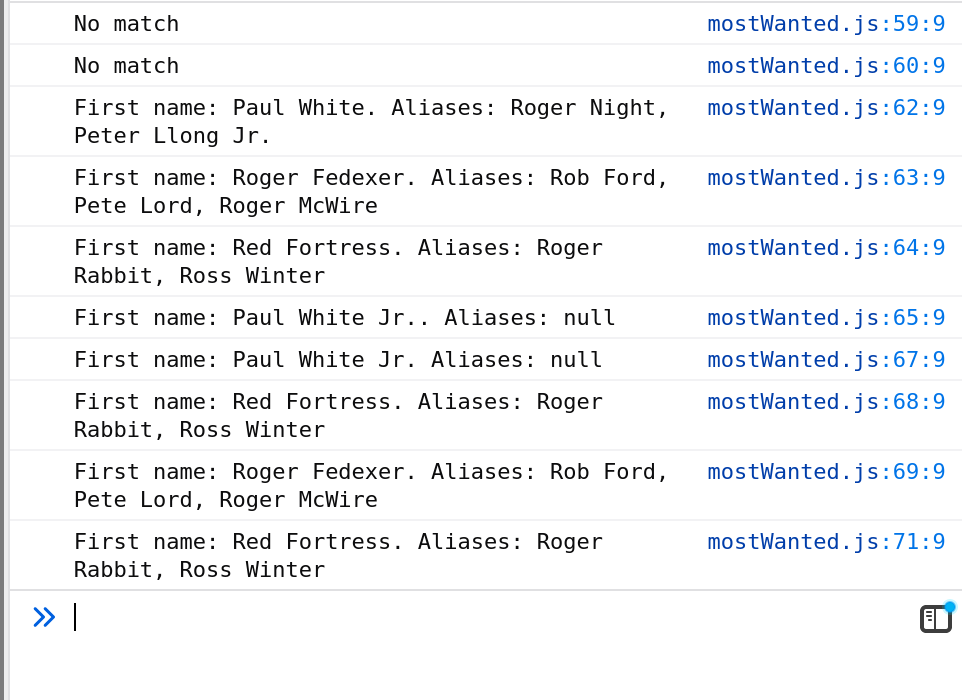 No match mostWanted.js:59:9
No match mostWanted.js:60:9
First name: Paul White. Aliases: Roger Night, mostWanted.js:62:9
Peter Llong Jr.
First name: Roger Fedexer. Aliases: Rob Ford, mostWanted.js:63:9
Pete Lord, Roger McWire
First name: Red Fortress. Aliases: Roger mostWanted.js:64:9
Rabbit, Ross Winter
First name: Paul White Jr.. Aliases: null mostWanted.js:65:9
First name: Paul White Jr. Aliases: null mostWanted.js:67:9
First name: Red Fortress. Aliases: Roger mostWanted.js:68:9
Rabbit, Ross Winter
First name: Roger Fedexer. Aliases: Rob Ford, mostWanted.js:69:9
Pete Lord, Roger McWire
First name: Red Fortress. Aliases: Roger mostWanted.js:71:9
Rabbit, Ross Winter